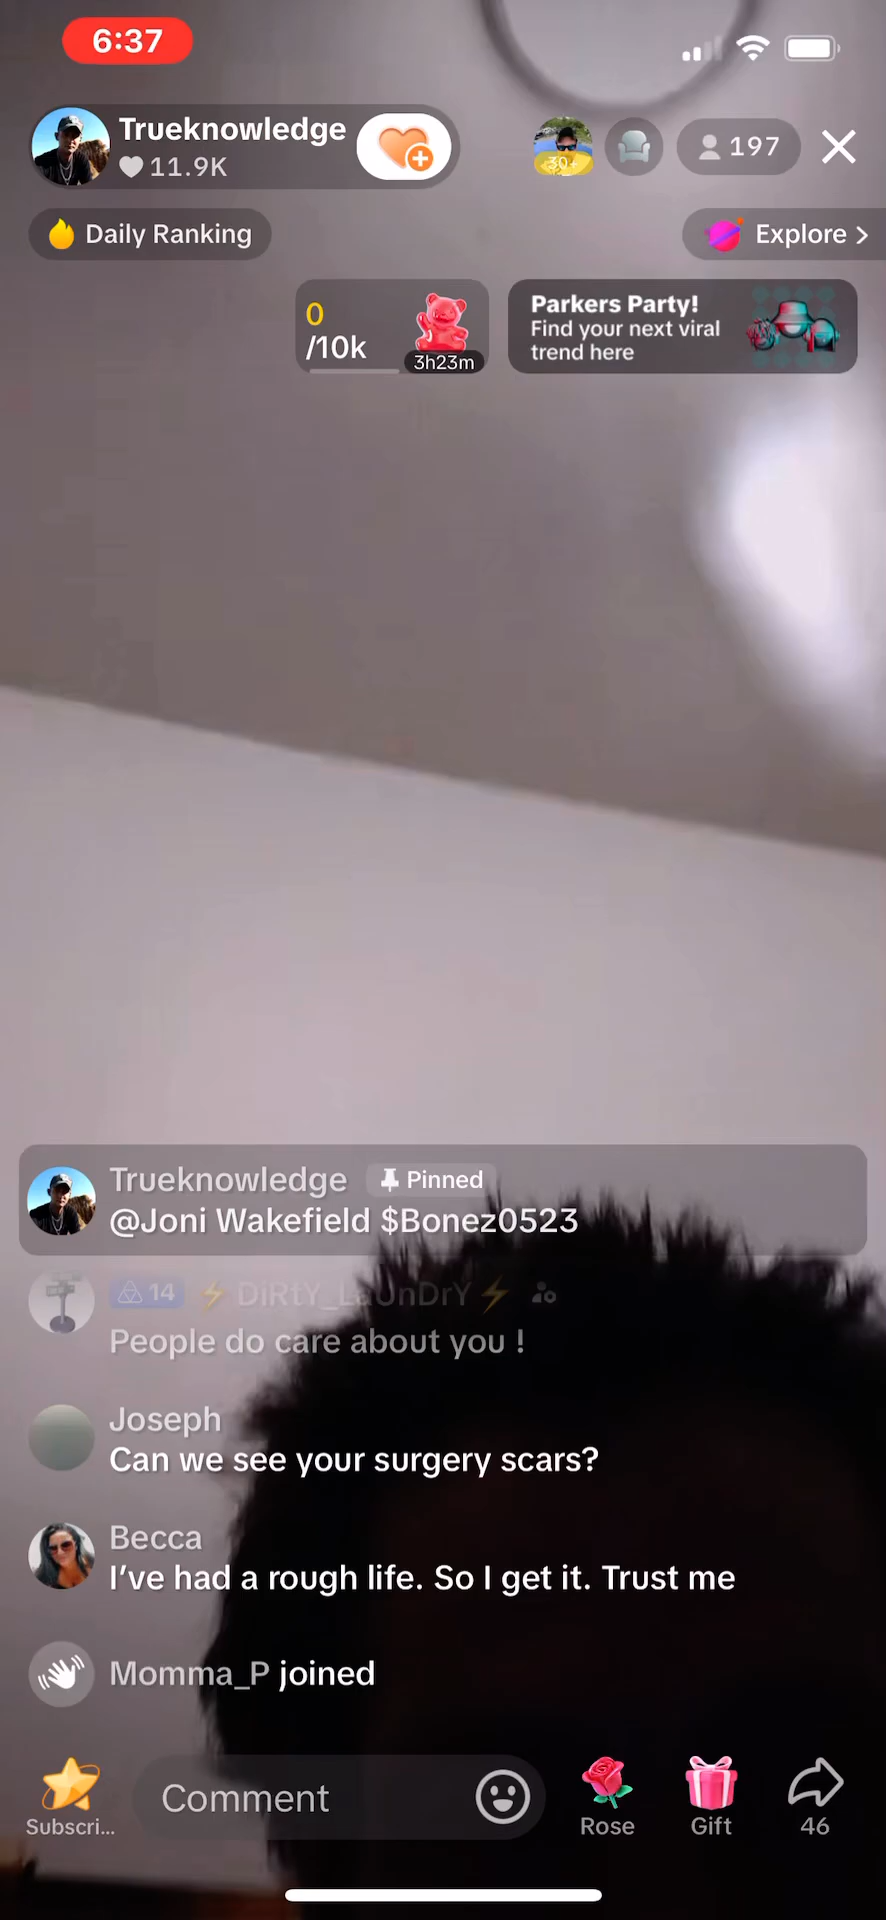 6:37
Trueknowledge
11.9K
30+
197
Daily Ranking
Explore >
0
/10k
3h23m
Parkers Party!
Find your next viral
trend here
Trueknowledge Pinned
@Joni Wakefield $Bonez0523
14 ⚡ DiRtY_LaUnDrY ⚡
People do care about you !
Joseph
Can we see your surgery scars?
Becca
I’ve had a rough life. So I get it. Trust me
Momma_P joined
Comment
Subscri...
Rose
Gift
46